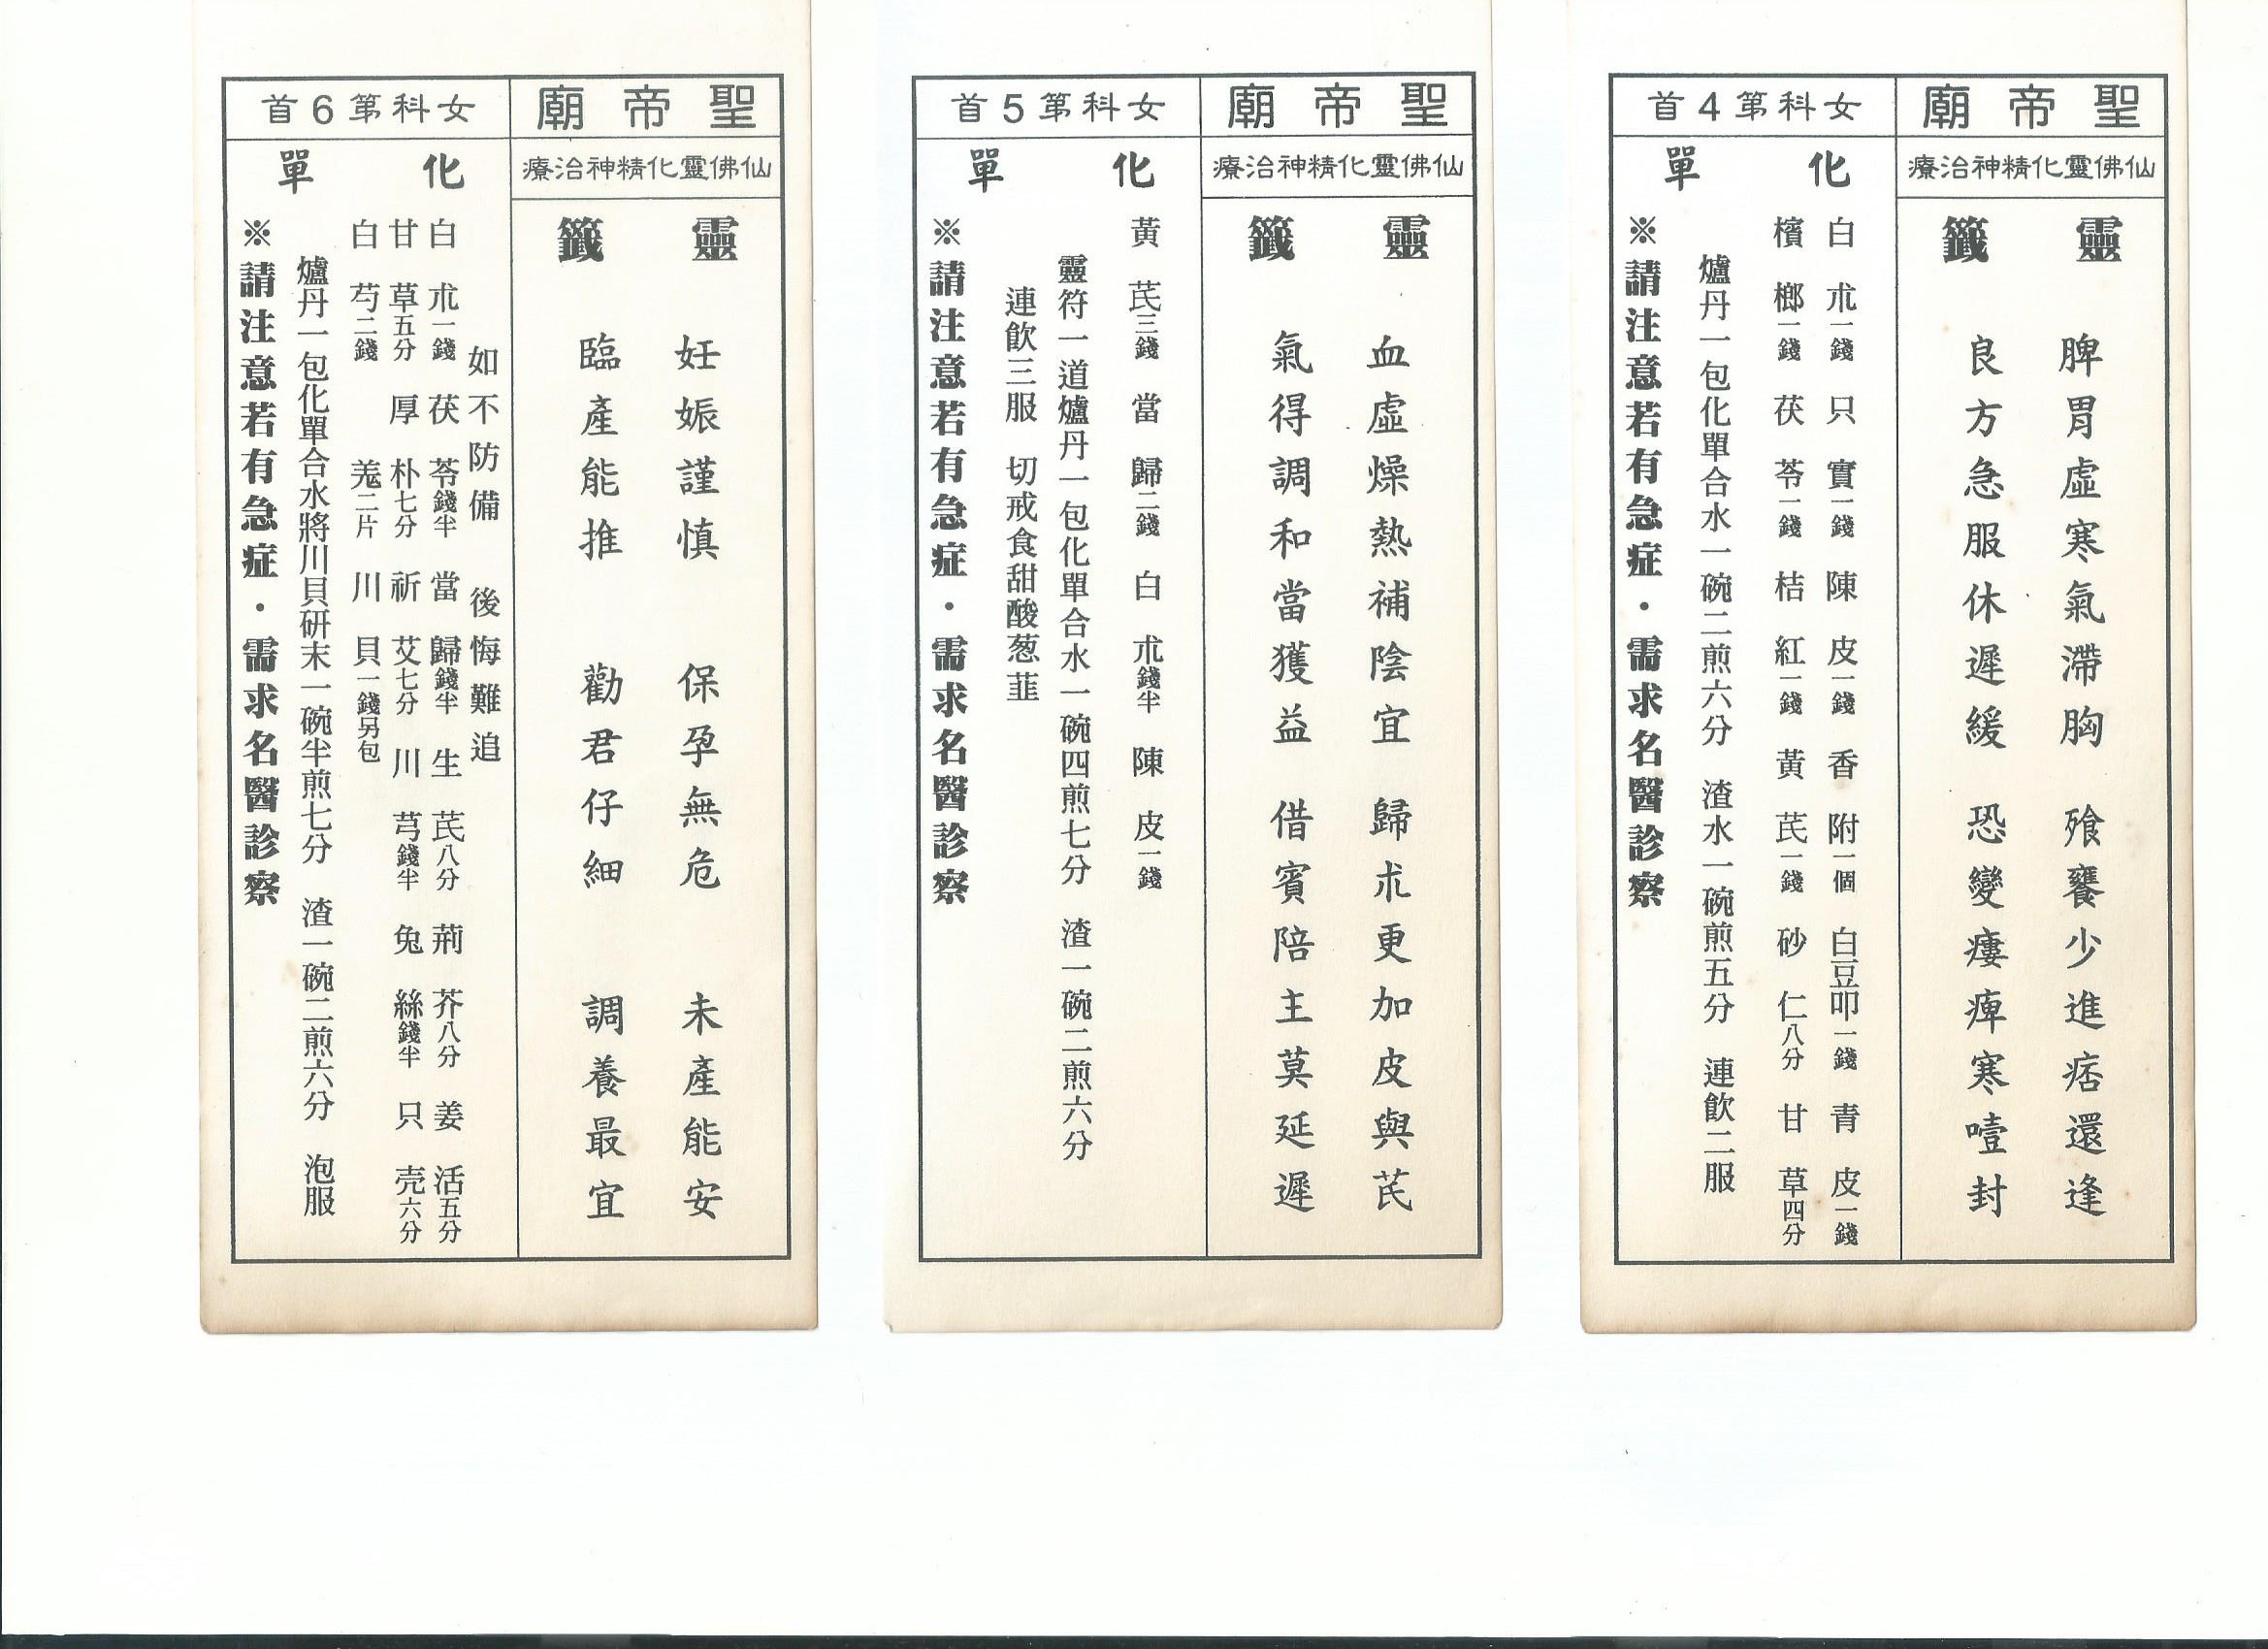 聖帝廟
女科第4首
仙佛靈化精神治療
靈籤
脾胃虛寒氣滯胸　飱饔少進痞還逢
良方急服休遲緩　恐變瘻痺寒噎封
化單
白朮一錢　只實一錢　陳皮一錢　香附一個　白豆叩一錢　青皮一錢
檳榔一錢　茯苓一錢　桔紅一錢　黃芪一錢　砂仁八分　甘草四分
爐丹一包化單合水一碗二煎六分　渣水一碗煎五分　連飲二服
※請注意若有急症・需求名醫診察
聖帝廟
女科第5首
仙佛靈化精神治療
靈籤
血虛燥熱補陰宜　歸朮更加皮與芪
氣得調和當獲益　借賓陪主莫延遲
化單
黃芪三錢　當歸二錢　白朮錢半　陳皮一錢
靈符一道爐丹一包化單合水一碗四煎七分　渣一碗二煎六分
連飲三服　切戒食甜酸葱韮
※請注意若有急症・需求名醫診察
聖帝廟
女科第6首
仙佛靈化精神治療
靈籤
妊娠謹慎　保孕無危　未產能安
臨產能推　勸君仔細　調養最宜
化單
如不防備　後悔難追
白朮一錢　茯苓錢半　當歸錢半　生芪八分　荊芥八分　姜活五分
甘草五分　厚朴七分　祈艾七分　川芎錢半　兔絲錢半　只壳六分
白芍二錢　羗二片　川貝一錢另包
爐丹一包化單合水將川貝研末一碗半煎七分　渣一碗二煎六分　泡服
※請注意若有急症・需求名醫診察